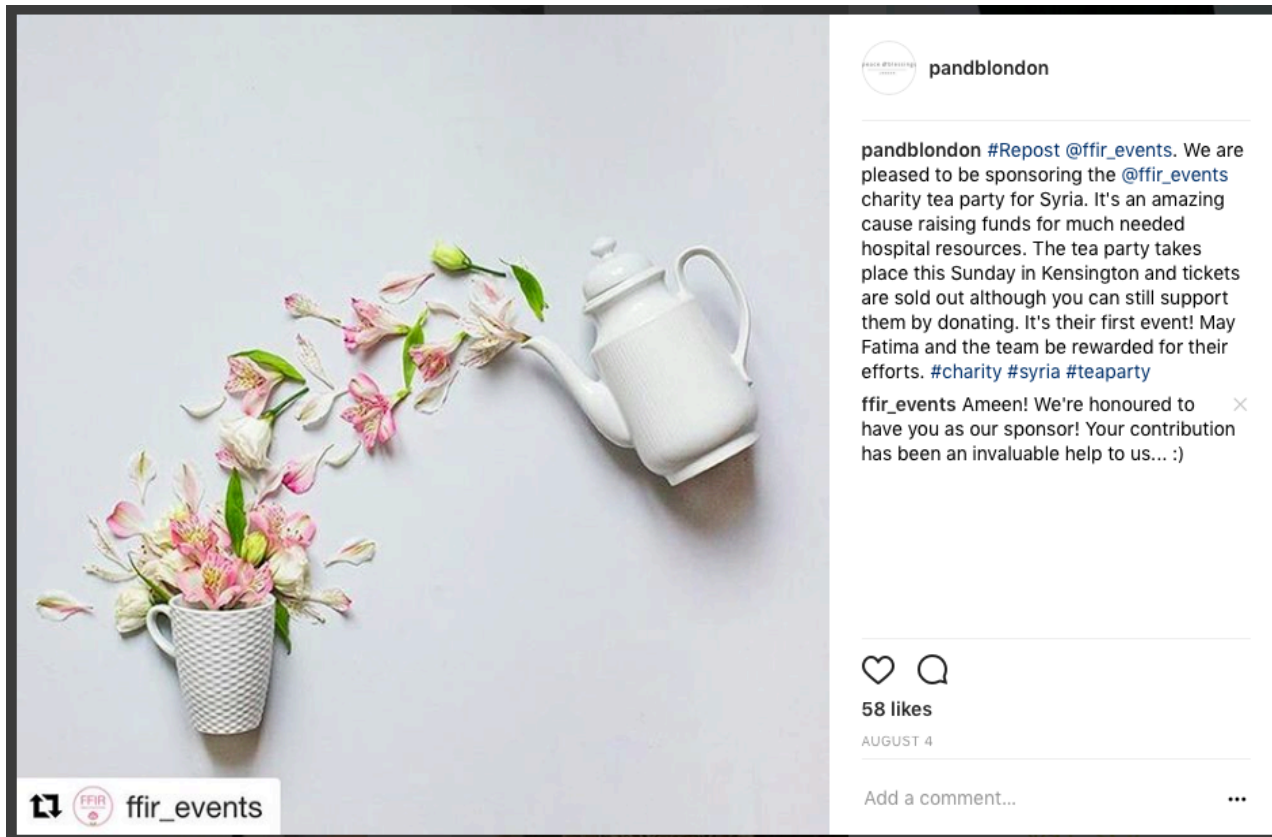 pandblondon
pandblondon #Repost @ffir_events. We are
pleased to be sponsoring the @ffir_events
charity tea party for Syria. It's an amazing
cause raising funds for much needed
hospital resources. The tea party takes
place this Sunday in Kensington and tickets
are sold out although you can still support
them by donating. It's their first event! May
Fatima and the team be rewarded for their
efforts. #charity #syria #teaparty
ffir_events Ameen! We're honoured to
have you as our sponsor! Your contribution
has been an invaluable help to us... :)
58 likes
AUGUST 4
Add a comment...
FFIR
ffir_events